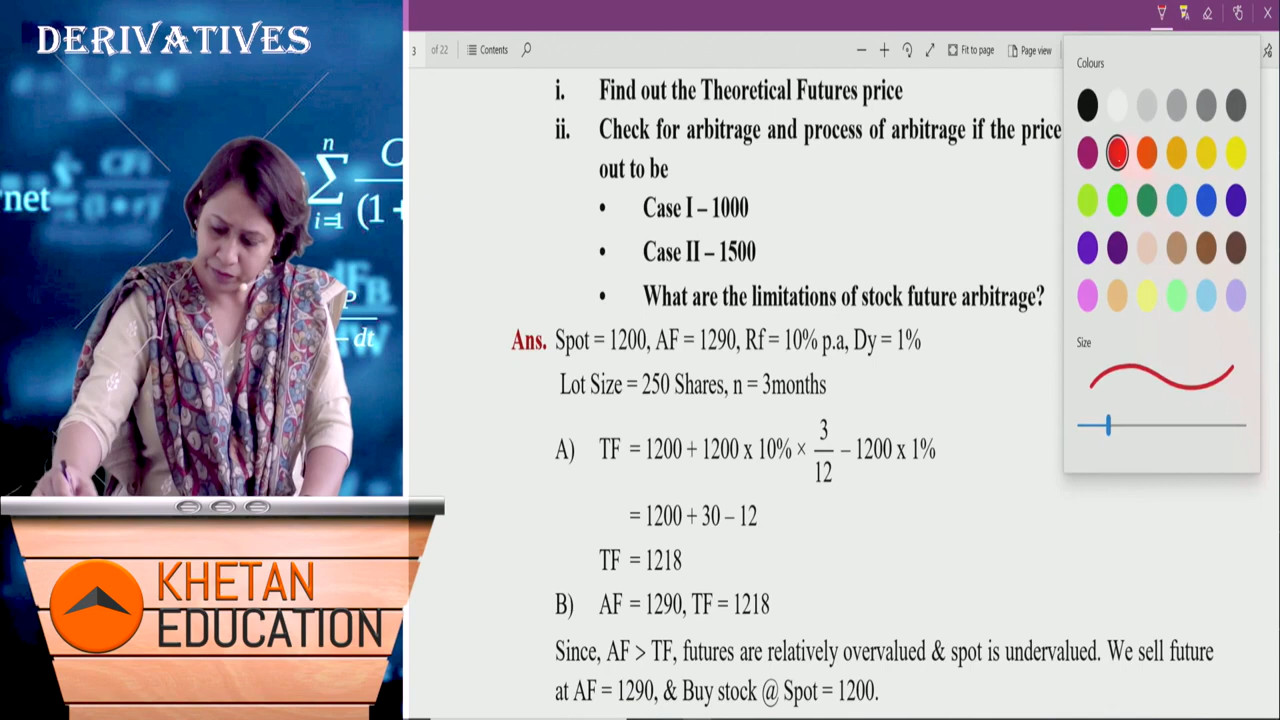 DERIVATIVES
3 of 22 Contents Fit to page Page view
Colours
Size
i. Find out the Theoretical Futures price
ii. Check for arbitrage and process of arbitrage if the price
out to be
• Case I – 1000
• Case II – 1500
• What are the limitations of stock future arbitrage?
Ans. Spot = 1200, AF = 1290, Rf = 10% p.a, Dy = 1%
Lot Size = 250 Shares, n = 3months
A) TF = 1200 + 1200 x 10% × 3/12 – 1200 x 1%
= 1200 + 30 – 12
TF = 1218
B) AF = 1290, TF = 1218
Since, AF > TF, futures are relatively overvalued & spot is undervalued. We sell future
at AF = 1290, & Buy stock @ Spot = 1200.
net
n
∑
i=1
(1+
dt
KHETAN
EDUCATION